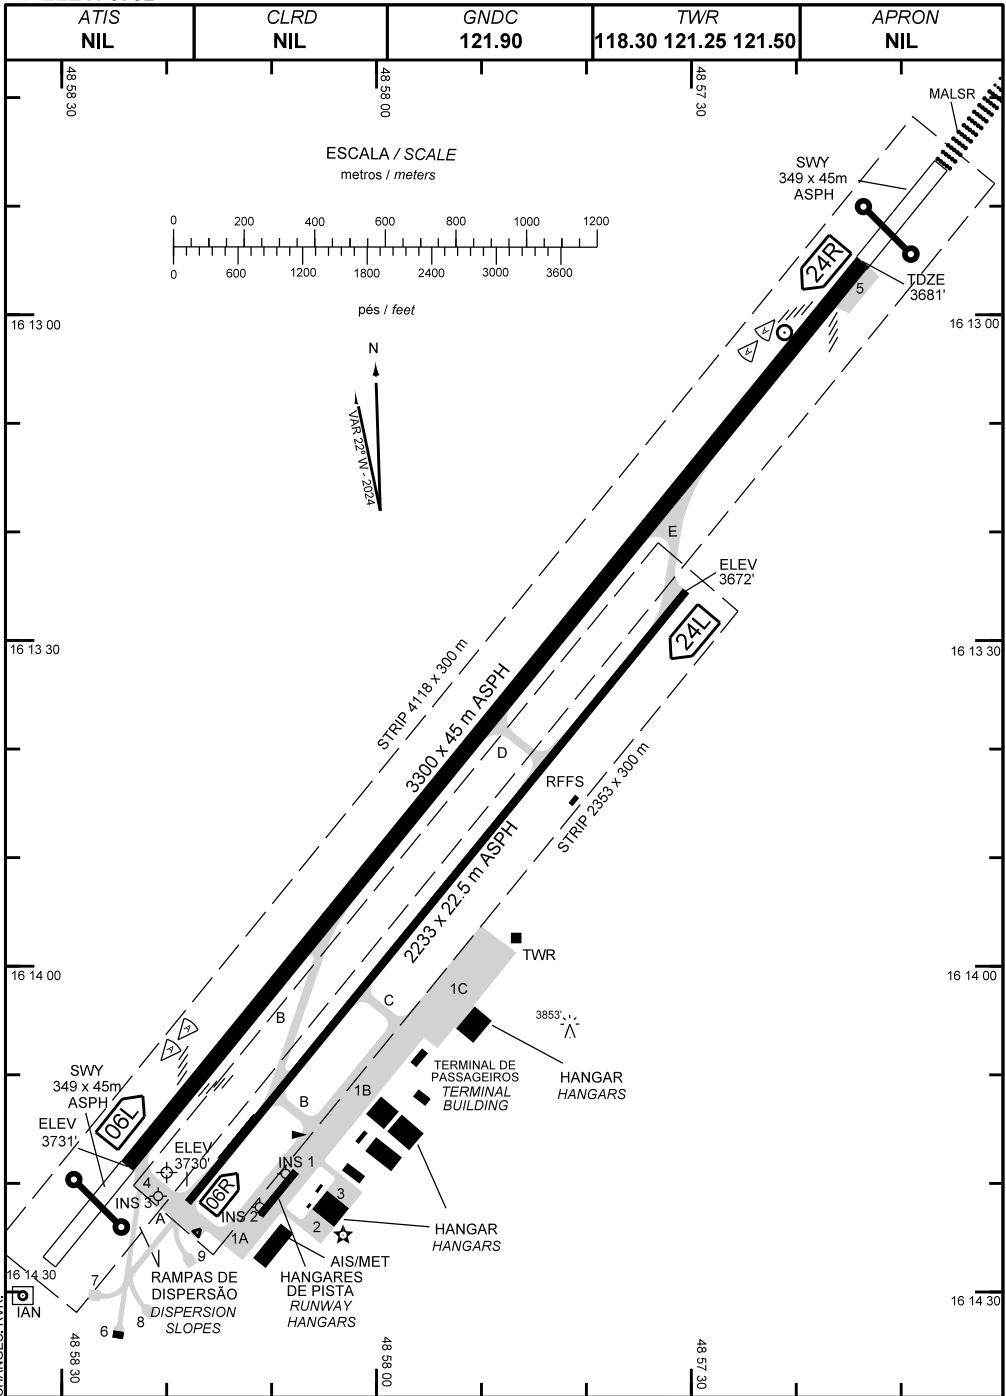 ATIS
NIL
CLRD
NIL
GNDC
121.90
TWR
118.30 121.25 121.50
APRON
NIL
48 58 30
48 58 00
48 57 30
MALSR
ESCALA / SCALE
metros / meters
0 200 400 600 800 1000 1200
0 600 1200 1800 2400 3000 3600
pés / feet
SWY
349 x 45m
ASPH
24R
TDZE
3681'
5
16 13 00
16 13 00
A
A
N
VAR 22° W - 2024
E
ELEV
3672'
24L
16 13 30
16 13 30
STRIP 4118 x 300 m
3300 x 45 m ASPH
D
RFFS
STRIP 2353 x 300 m
2233 x 22.5 m ASPH
TWR
16 14 00
16 14 00
1C
C
B
3853'
A
A
TERMINAL DE
PASSAGEIROS
TERMINAL
BUILDING
HANGAR
HANGARS
SWY
349 x 45m
ASPH
06L
1B
B
ELEV
3731'
ELEV
3730'
INS 1
4
INS 3
A
06R
INS 2
3
2
1A
9
HANGAR
HANGARS
AIS/MET
HANGARES
DE PISTA
RUNWAY
HANGARS
RAMPAS DE
DISPERSÃO
DISPERSION
SLOPES
16 14 30
16 14 30
IAN
7
8
6
48 58 30
48 58 00
48 57 30